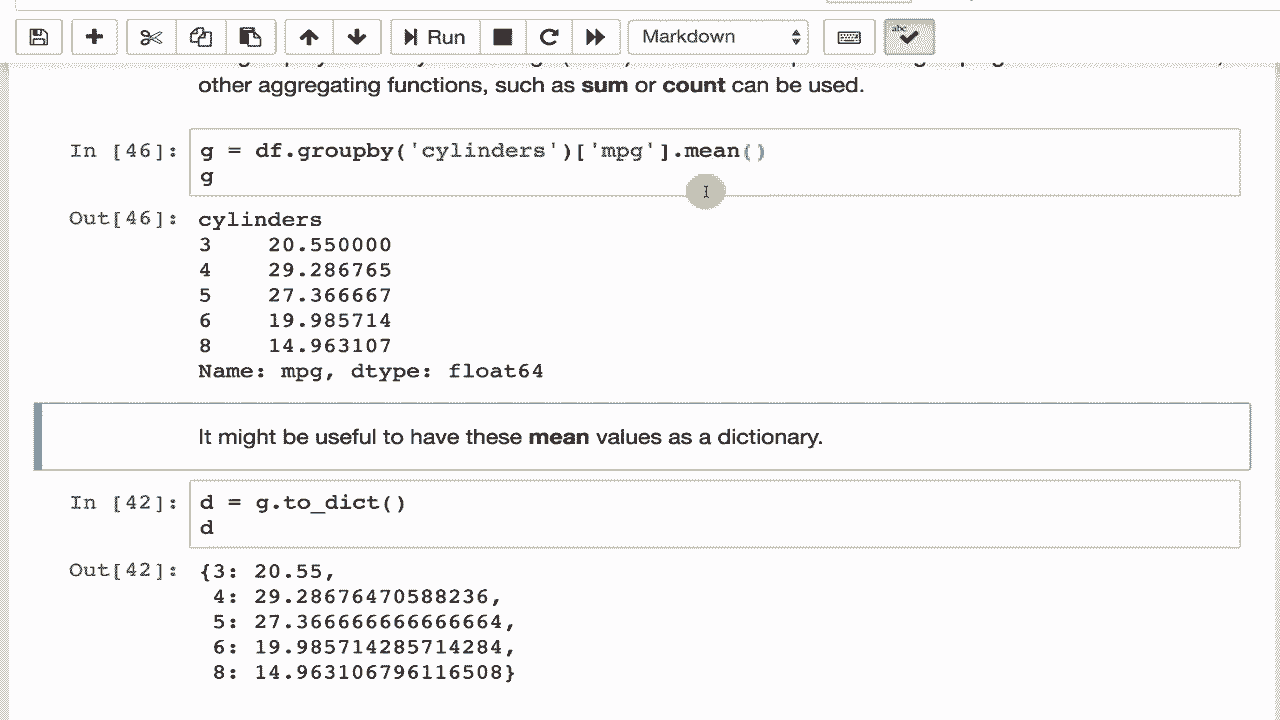 Run
Markdown
abc
other aggregating functions, such as sum or count can be used.
In [46]: g = df.groupby('cylinders')['mpg'].mean()
g
Out[46]: cylinders
3    20.550000
4    29.286765
5    27.366667
6    19.985714
8    14.963107
Name: mpg, dtype: float64
It might be useful to have these mean values as a dictionary.
In [42]: d = g.to_dict()
d
Out[42]: {3: 20.55,
4: 29.28676470588236,
5: 27.366666666666664,
6: 19.985714285714284,
8: 14.963106796116508}